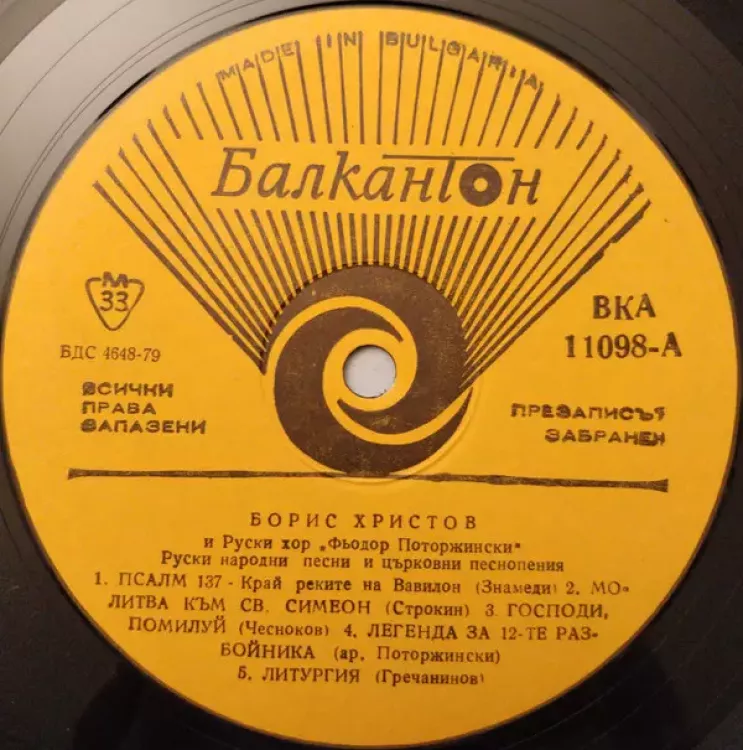 MADE IN BULGARIA
Балкантон
М
33
БДС 4648-79
ВКА
11098-А
ВСИЧКИ
ПРАВА
ЗАПАЗЕНИ
ПРЕЗАПИСЪТ
ЗАБРАНЕН
БОРИС ХРИСТОВ
и Руски хор „Фьодор Поторжински"
Руски народни песни и църковни песнопения
1. ПСАЛМ 137 - Край реките на Вавилон (Знамеди) 2. МО-
ЛИТВА КЪМ СВ. СИМЕОН (Строкин) 3. ГОСПОДИ,
ПОМИЛУЙ (Чесноков) 4. ЛЕГЕНДА ЗА 12-ТЕ РАЗ-
БОЙНИКА (ар. Поторжински)
5. ЛИТУРГИЯ (Гречанинов)